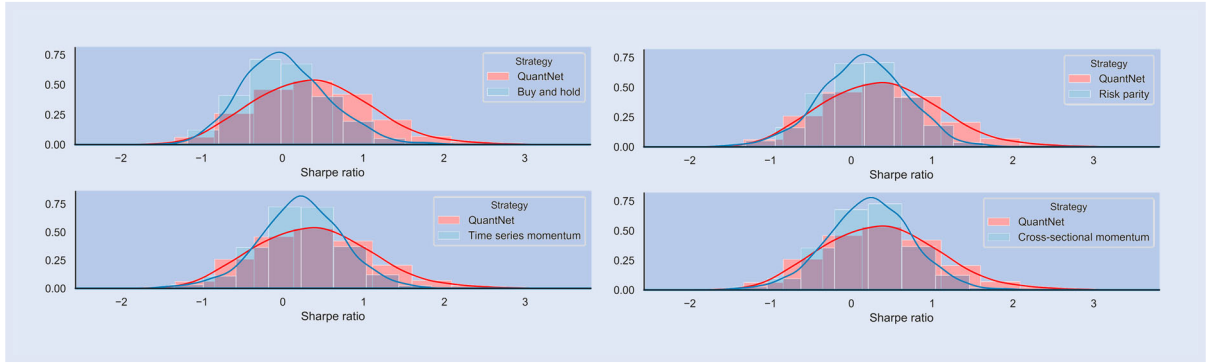 0.75
0.50
0.25
0.00
Strategy
QuantNet
Buy and hold
−2 −1 0 1 2 3
Sharpe ratio
0.75
0.50
0.25
0.00
Strategy
QuantNet
Risk parity
−2 −1 0 1 2 3
Sharpe ratio
0.75
0.50
0.25
0.00
Strategy
QuantNet
Time series momentum
−2 −1 0 1 2 3
Sharpe ratio
0.75
0.50
0.25
0.00
Strategy
QuantNet
Cross-sectional momentum
−2 −1 0 1 2 3
Sharpe ratio